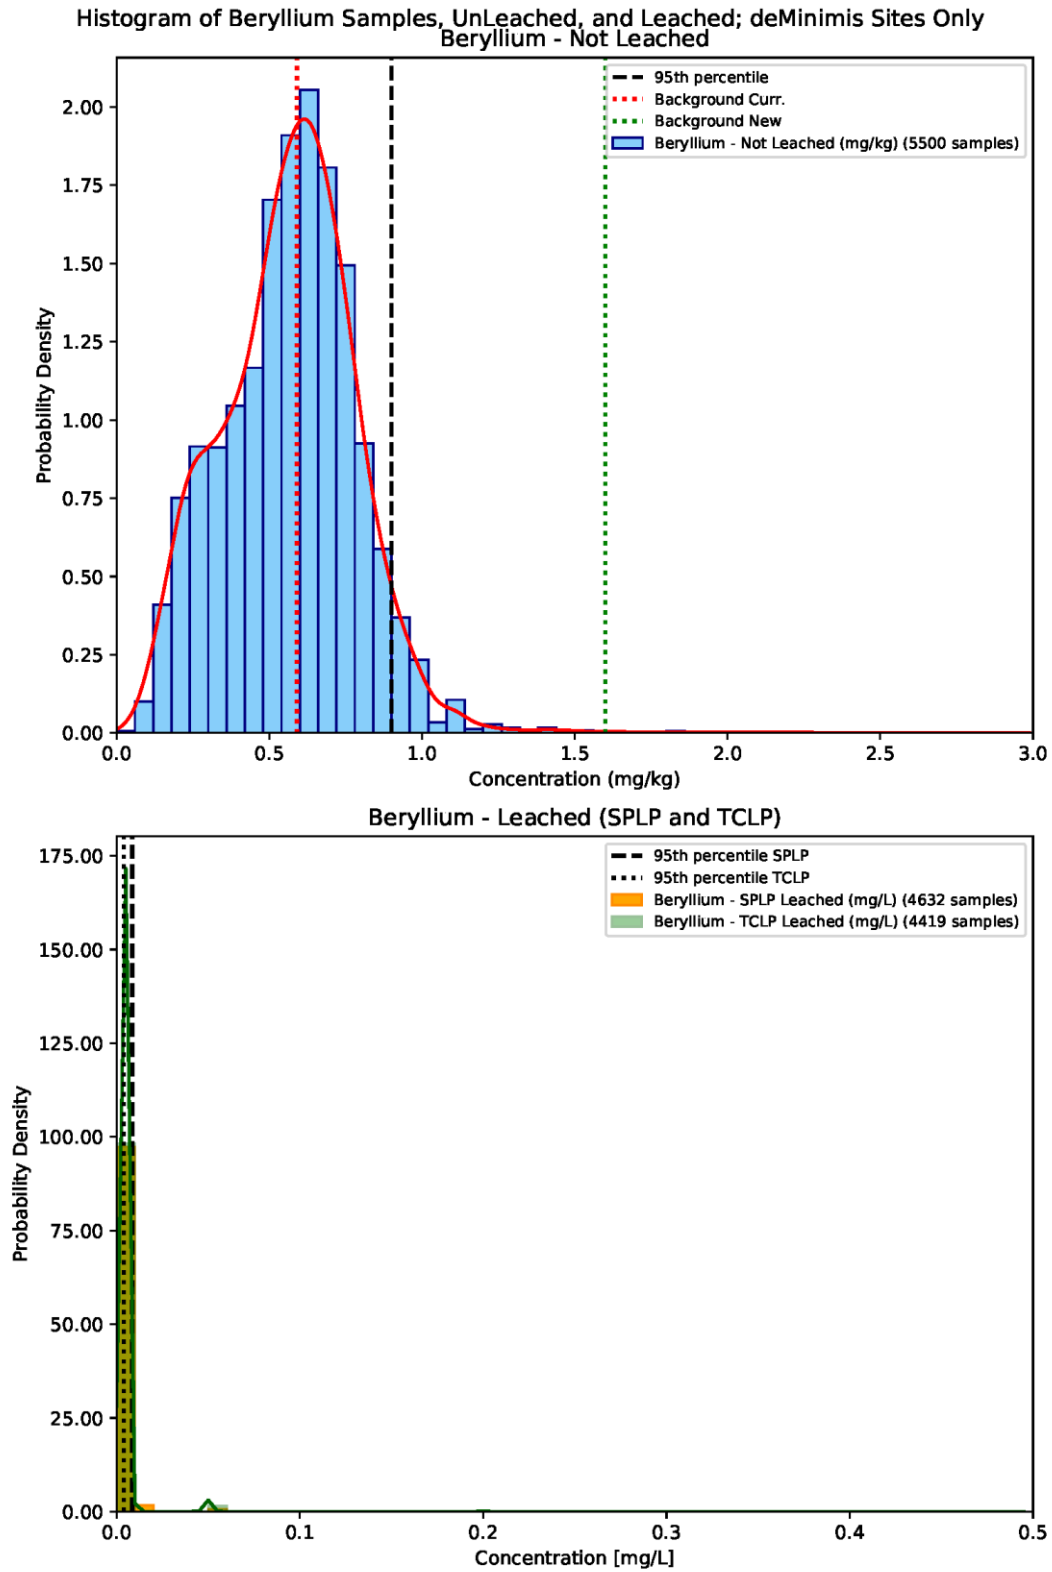 Histogram of Beryllium Samples, UnLeached, and Leached; deMinimis Sites Only
Beryllium - Not Leached
95th percentile
Background Curr.
Background New
Beryllium - Not Leached (mg/kg) (5500 samples)
2.00
1.75
1.50
1.25
1.00
0.75
0.50
0.25
0.00
Probability Density
0.0 0.5 1.0 1.5 2.0 2.5 3.0
Concentration (mg/kg)
Beryllium - Leached (SPLP and TCLP)
95th percentile SPLP
95th percentile TCLP
Beryllium - SPLP Leached (mg/L) (4632 samples)
Beryllium - TCLP Leached (mg/L) (4419 samples)
175.00
150.00
125.00
100.00
75.00
50.00
25.00
0.00
Probability Density
0.0 0.1 0.2 0.3 0.4 0.5
Concentration [mg/L]